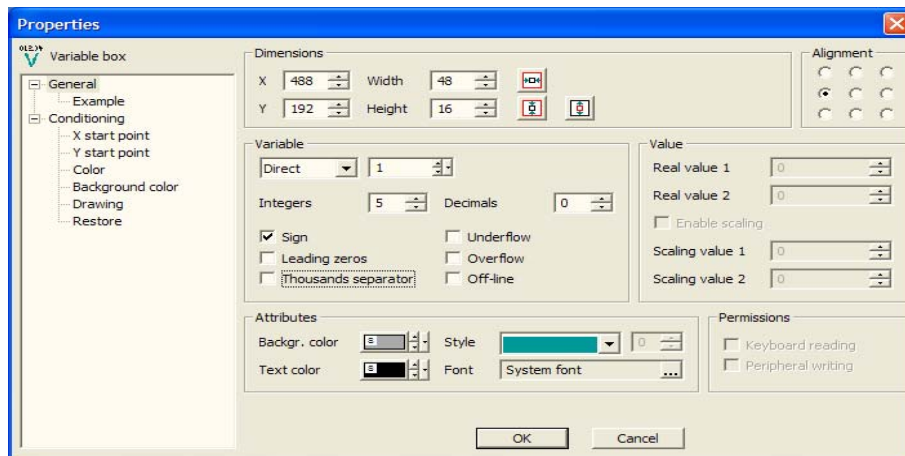 Properties
01234 Variable box
General
Example
Conditioning
X start point
Y start point
Color
Background color
Drawing
Restore
Dimensions
X 488 Width 48
Y 192 Height 16
Alignment
Variable
Direct 1
Integers 5 Decimals 0
Sign Underflow
Leading zeros Overflow
Thousands separator Off-line
Value
Real value 1 0
Real value 2 0
Enable scaling
Scaling value 1 0
Scaling value 2 0
Attributes
Backgr. color s Style 0
Text color s Font System font ...
Permissions
Keyboard reading
Peripheral writing
OK Cancel